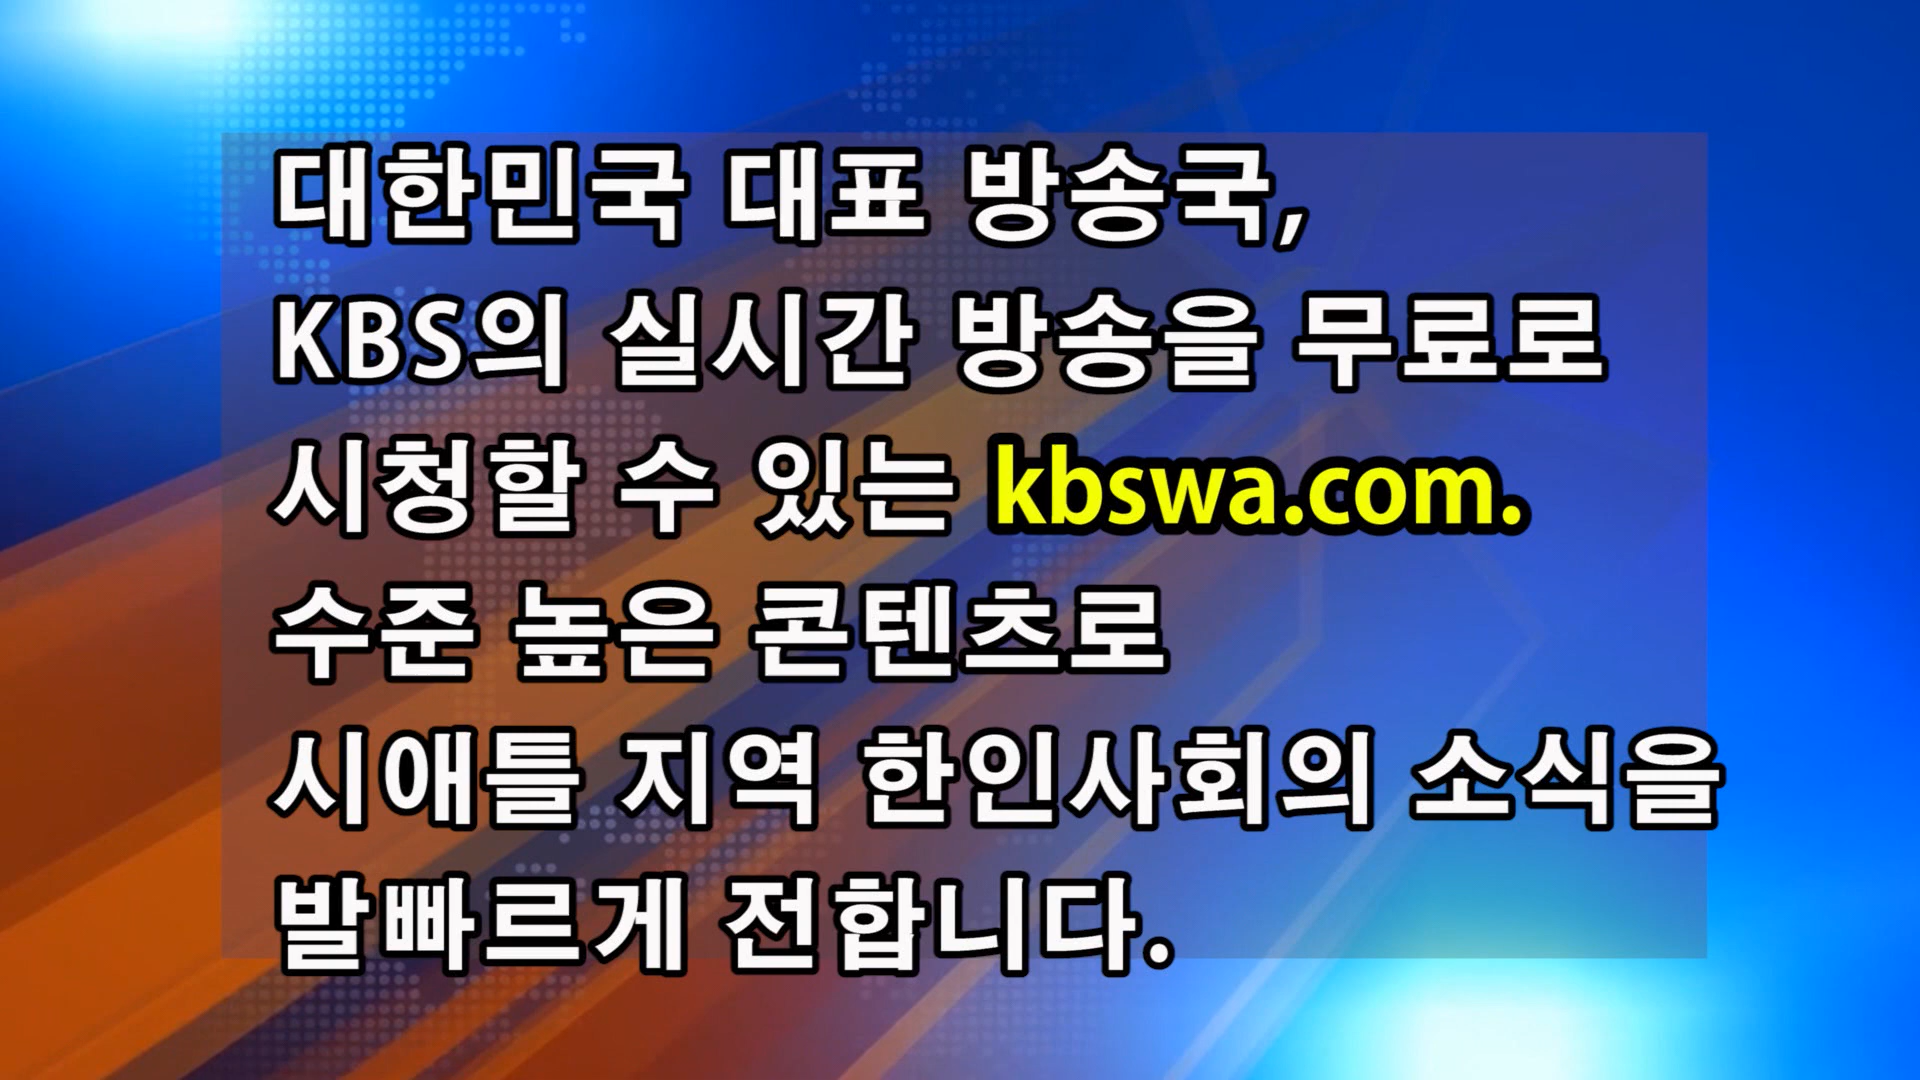 대한민국 대표 방송국,
KBS의 실시간 방송을 무료로
시청할 수 있는 kbswa.com.
수준 높은 콘텐츠로
시애틀 지역 한인사회의 소식을
발빠르게 전합니다.